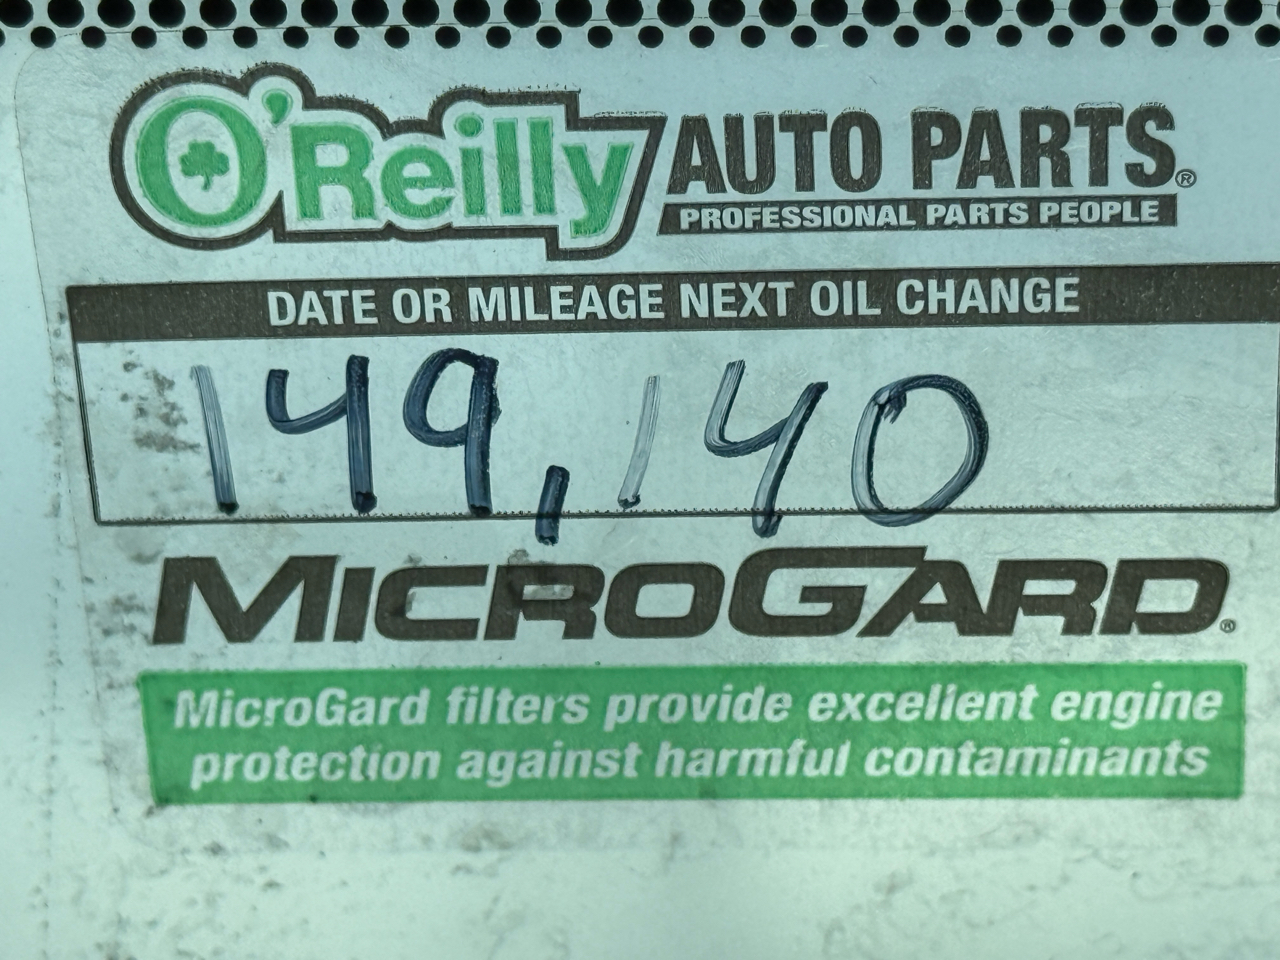 O'Reilly AUTO PARTS®
PROFESSIONAL PARTS PEOPLE
DATE OR MILEAGE NEXT OIL CHANGE
149,140
MICROGARD®
MicroGard filters provide excellent engine
protection against harmful contaminants